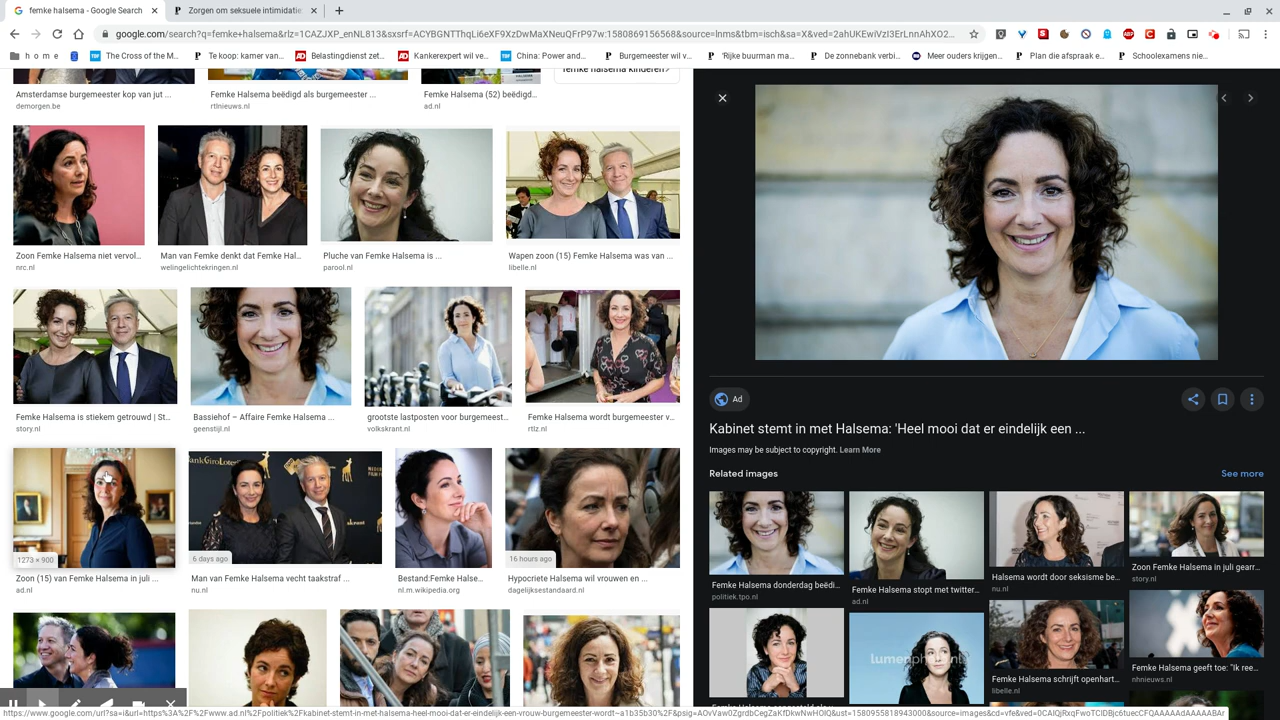 femke halsema - Google Search
Zorgen om seksuele intimidatie
google.com/search?q=femke+halsema&rlz=1CAZJXP_enNL813&sxsrf=ACYBGNTThqLi6eXF9XzDwMaXNeuQFrP97w:1580869156568&source=lnms&tbm=isch&sa=X&ved=2ahUKEwiVzI3ErLnnAhXO2...
h o m e
The Cross of the M...
Te koop: kamer van...
Belastingdienst zet...
Kankerexpert wil ve...
China: Power and...
Burgemeester wil v...
'Rijke buurman ma...
De zonnebank verbi...
Meer ouders krijgen...
Plan die afspraak e...
Schoolexamens nie...
femke halsema kinderen
Amsterdamse burgemeester kop van jut ...
demorgen.be
Femke Halsema beëdigd als burgemeester ...
rtlnieuws.nl
Femke Halsema (52) beëdigd...
ad.nl
Zoon Femke Halsema niet vervol...
nrc.nl
Man van Femke denkt dat Femke Hal...
welingelichtekringen.nl
Pluche van Femke Halsema is ...
parool.nl
Wapen zoon (15) Femke Halsema was van ...
libelle.nl
Femke Halsema is stiekem getrouwd | St...
story.nl
Bassiehof – Affaire Femke Halsema ...
geenstijl.nl
grootste lastposten voor burgemeest...
volkskrant.nl
Femke Halsema wordt burgemeester v...
rtlz.nl
1273 × 900
Zoon (15) van Femke Halsema in juli ...
ad.nl
6 days ago
Man van Femke Halsema vecht taakstraf ...
nu.nl
Bestand:Femke Halse...
nl.m.wikipedia.org
16 hours ago
Hypocriete Halsema wil vrouwen en ...
dagelijksestandaard.nl
Ad
Kabinet stemt in met Halsema: 'Heel mooi dat er eindelijk een ...
Images may be subject to copyright. Learn More
Related images
See more
Femke Halsema donderdag beëdi...
politiek.tpo.nl
Femke Halsema stopt met twitter...
ad.nl
Halsema wordt door seksisme be...
nu.nl
Zoon Femke Halsema in juli gearr...
story.nl
Femke Halsema schrijft openhart...
libelle.nl
Femke Halsema geeft toe: "Ik ree...
nhnieuws.nl